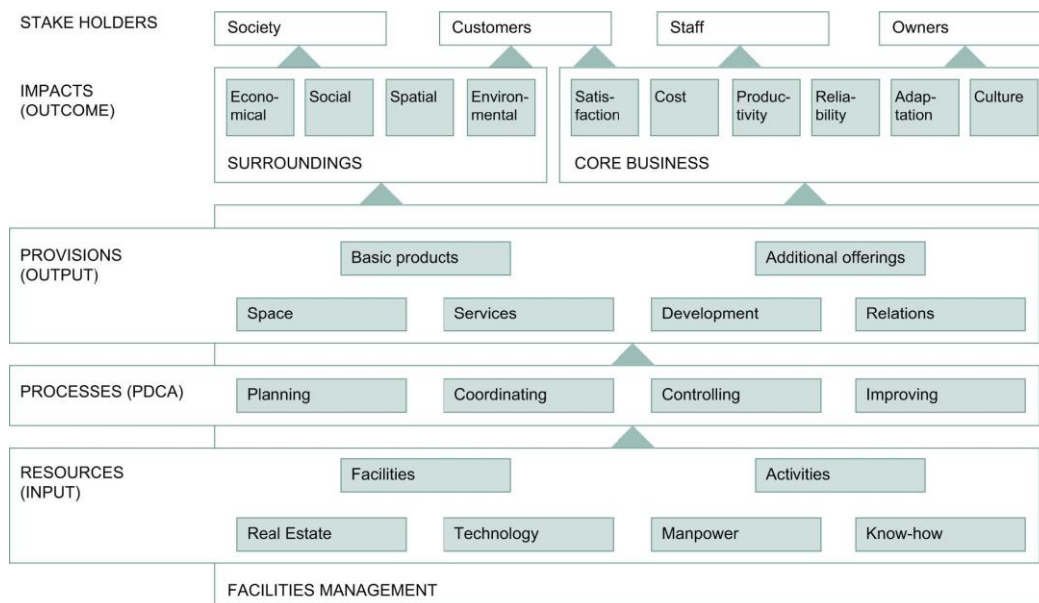 STAKE HOLDERS
Society
Customers
Staff
Owners
IMPACTS
(OUTCOME)
Econo-
mical
Social
Spatial
Environ-
mental
Satis-
faction
Cost
Produc-
tivity
Relia-
bility
Adap-
tation
Culture
SURROUNDINGS
CORE BUSINESS
PROVISIONS
(OUTPUT)
Basic products
Additional offerings
Space
Services
Development
Relations
PROCESSES (PDCA)
Planning
Coordinating
Controlling
Improving
RESOURCES
(INPUT)
Facilities
Activities
Real Estate
Technology
Manpower
Know-how
FACILITIES MANAGEMENT